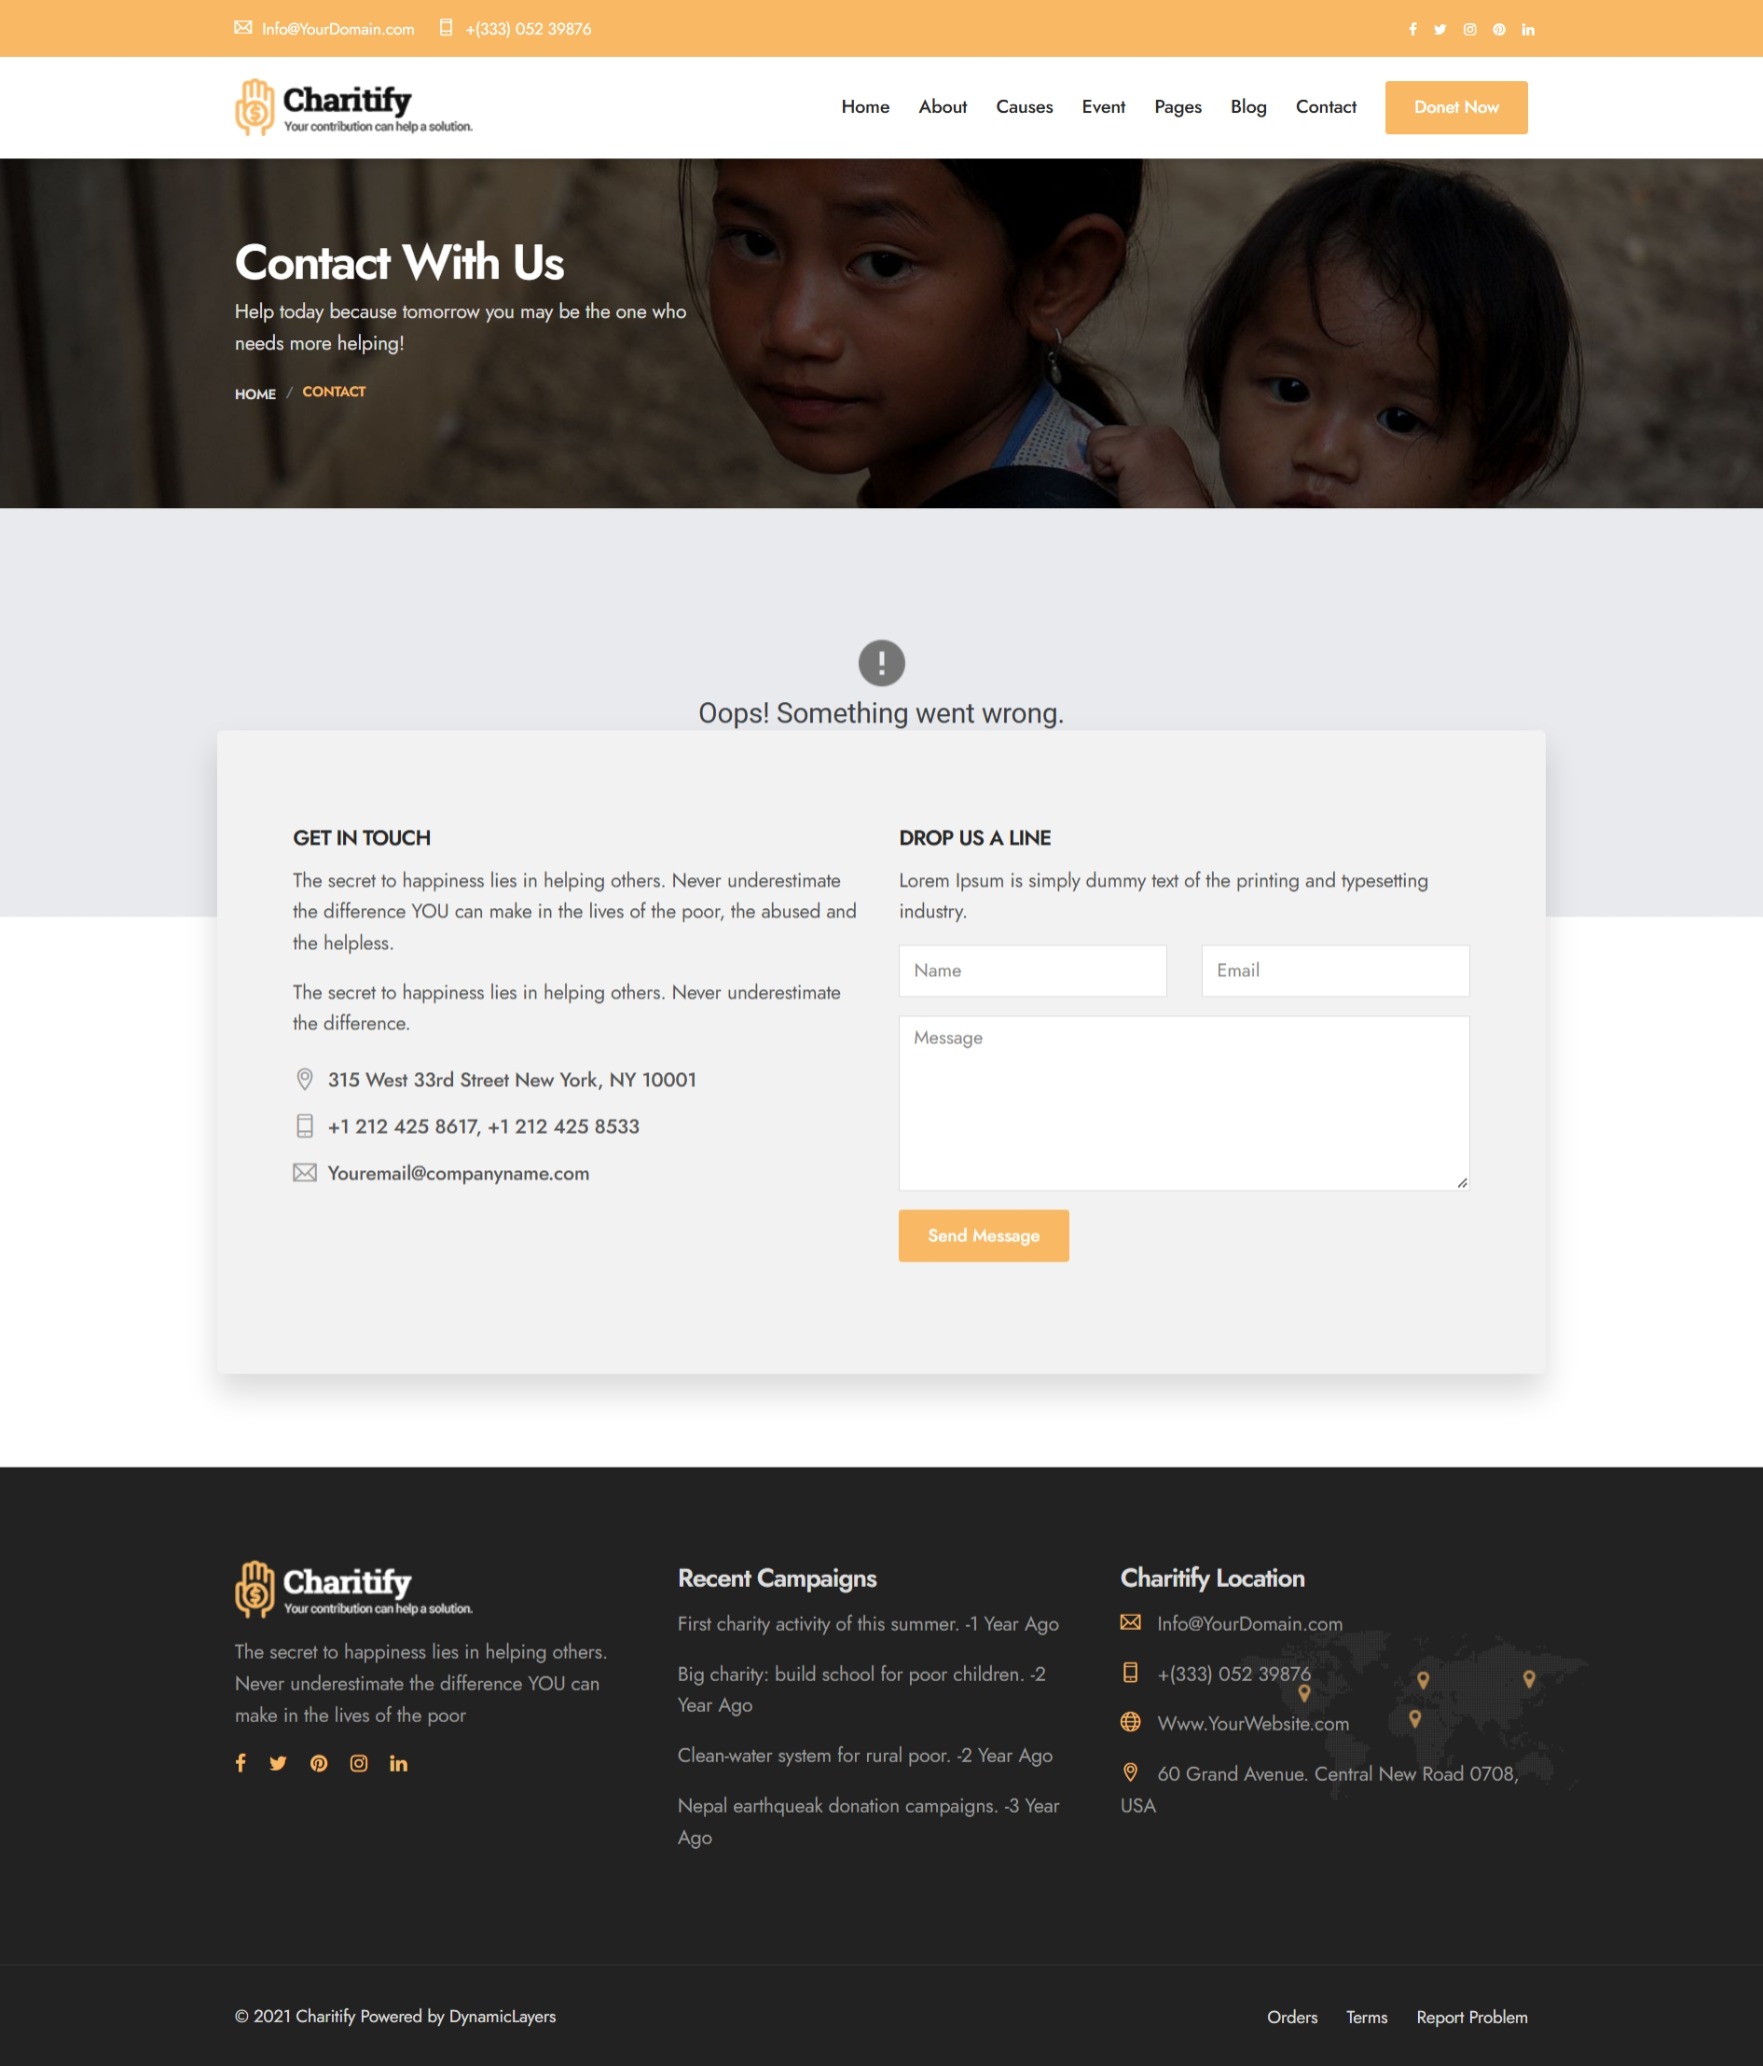 Info@YourDomain.com +(333) 052 39876
Charitify
Your contribution can help a solution.
Home About Causes Event Pages Blog Contact Donet Now
Contact With Us
Help today because tomorrow you may be the one who
needs more helping!
HOME / CONTACT
Oops! Something went wrong.
GET IN TOUCH
The secret to happiness lies in helping others. Never underestimate
the difference YOU can make in the lives of the poor, the abused and
the helpless.
The secret to happiness lies in helping others. Never underestimate
the difference.
315 West 33rd Street New York, NY 10001
+1 212 425 8617, +1 212 425 8533
Youremail@companyname.com
DROP US A LINE
Lorem Ipsum is simply dummy text of the printing and typesetting
industry.
Name Email
Message
Send Message
Charitify
Your contribution can help a solution.
The secret to happiness lies in helping others.
Never underestimate the difference YOU can
make in the lives of the poor
Recent Campaigns
First charity activity of this summer. -1 Year Ago
Big charity: build school for poor children. -2
Year Ago
Clean-water system for rural poor. -2 Year Ago
Nepal earthqueak donation campaigns. -3 Year
Ago
Charitify Location
Info@YourDomain.com
+(333) 052 39876
Www.YourWebsite.com
60 Grand Avenue. Central New Road 0708,
USA
© 2021 Charitify Powered by DynamicLayers
Orders Terms Report Problem